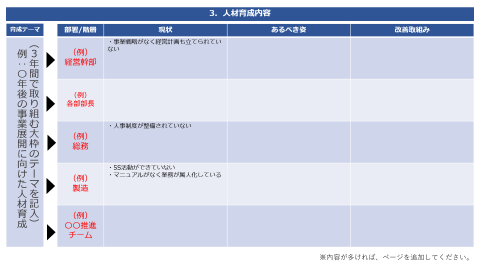 3．人材育成内容
育成テーマ
部署/階層
現状
あるべき姿
改善取組み
（３年間で取り組む大枠のテーマを記入）
例：〇年後の事業展開に向けた人材育成
（例）
経営幹部
・事業戦略がなく経営計画も立てられてい
ない
（例）
各部部長
（例）
総務
・人事制度が整備されていない
（例）
製造
・5S活動ができていない
・マニュアルがなく業務が属人化している
（例）
〇〇推進
チーム
※内容が多ければ、ページを追加してください。